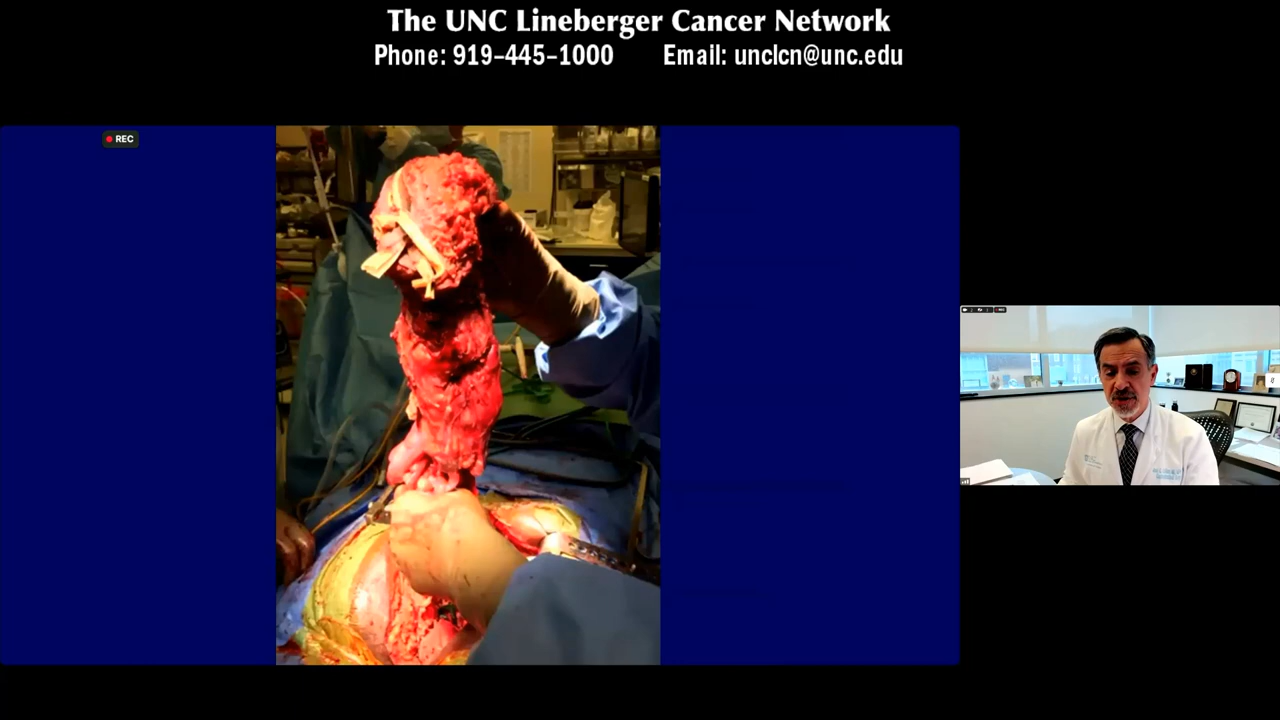 The UNC Lineberger Cancer Network
Phone: 919-445-1000 Email: unclcn@unc.edu
REC